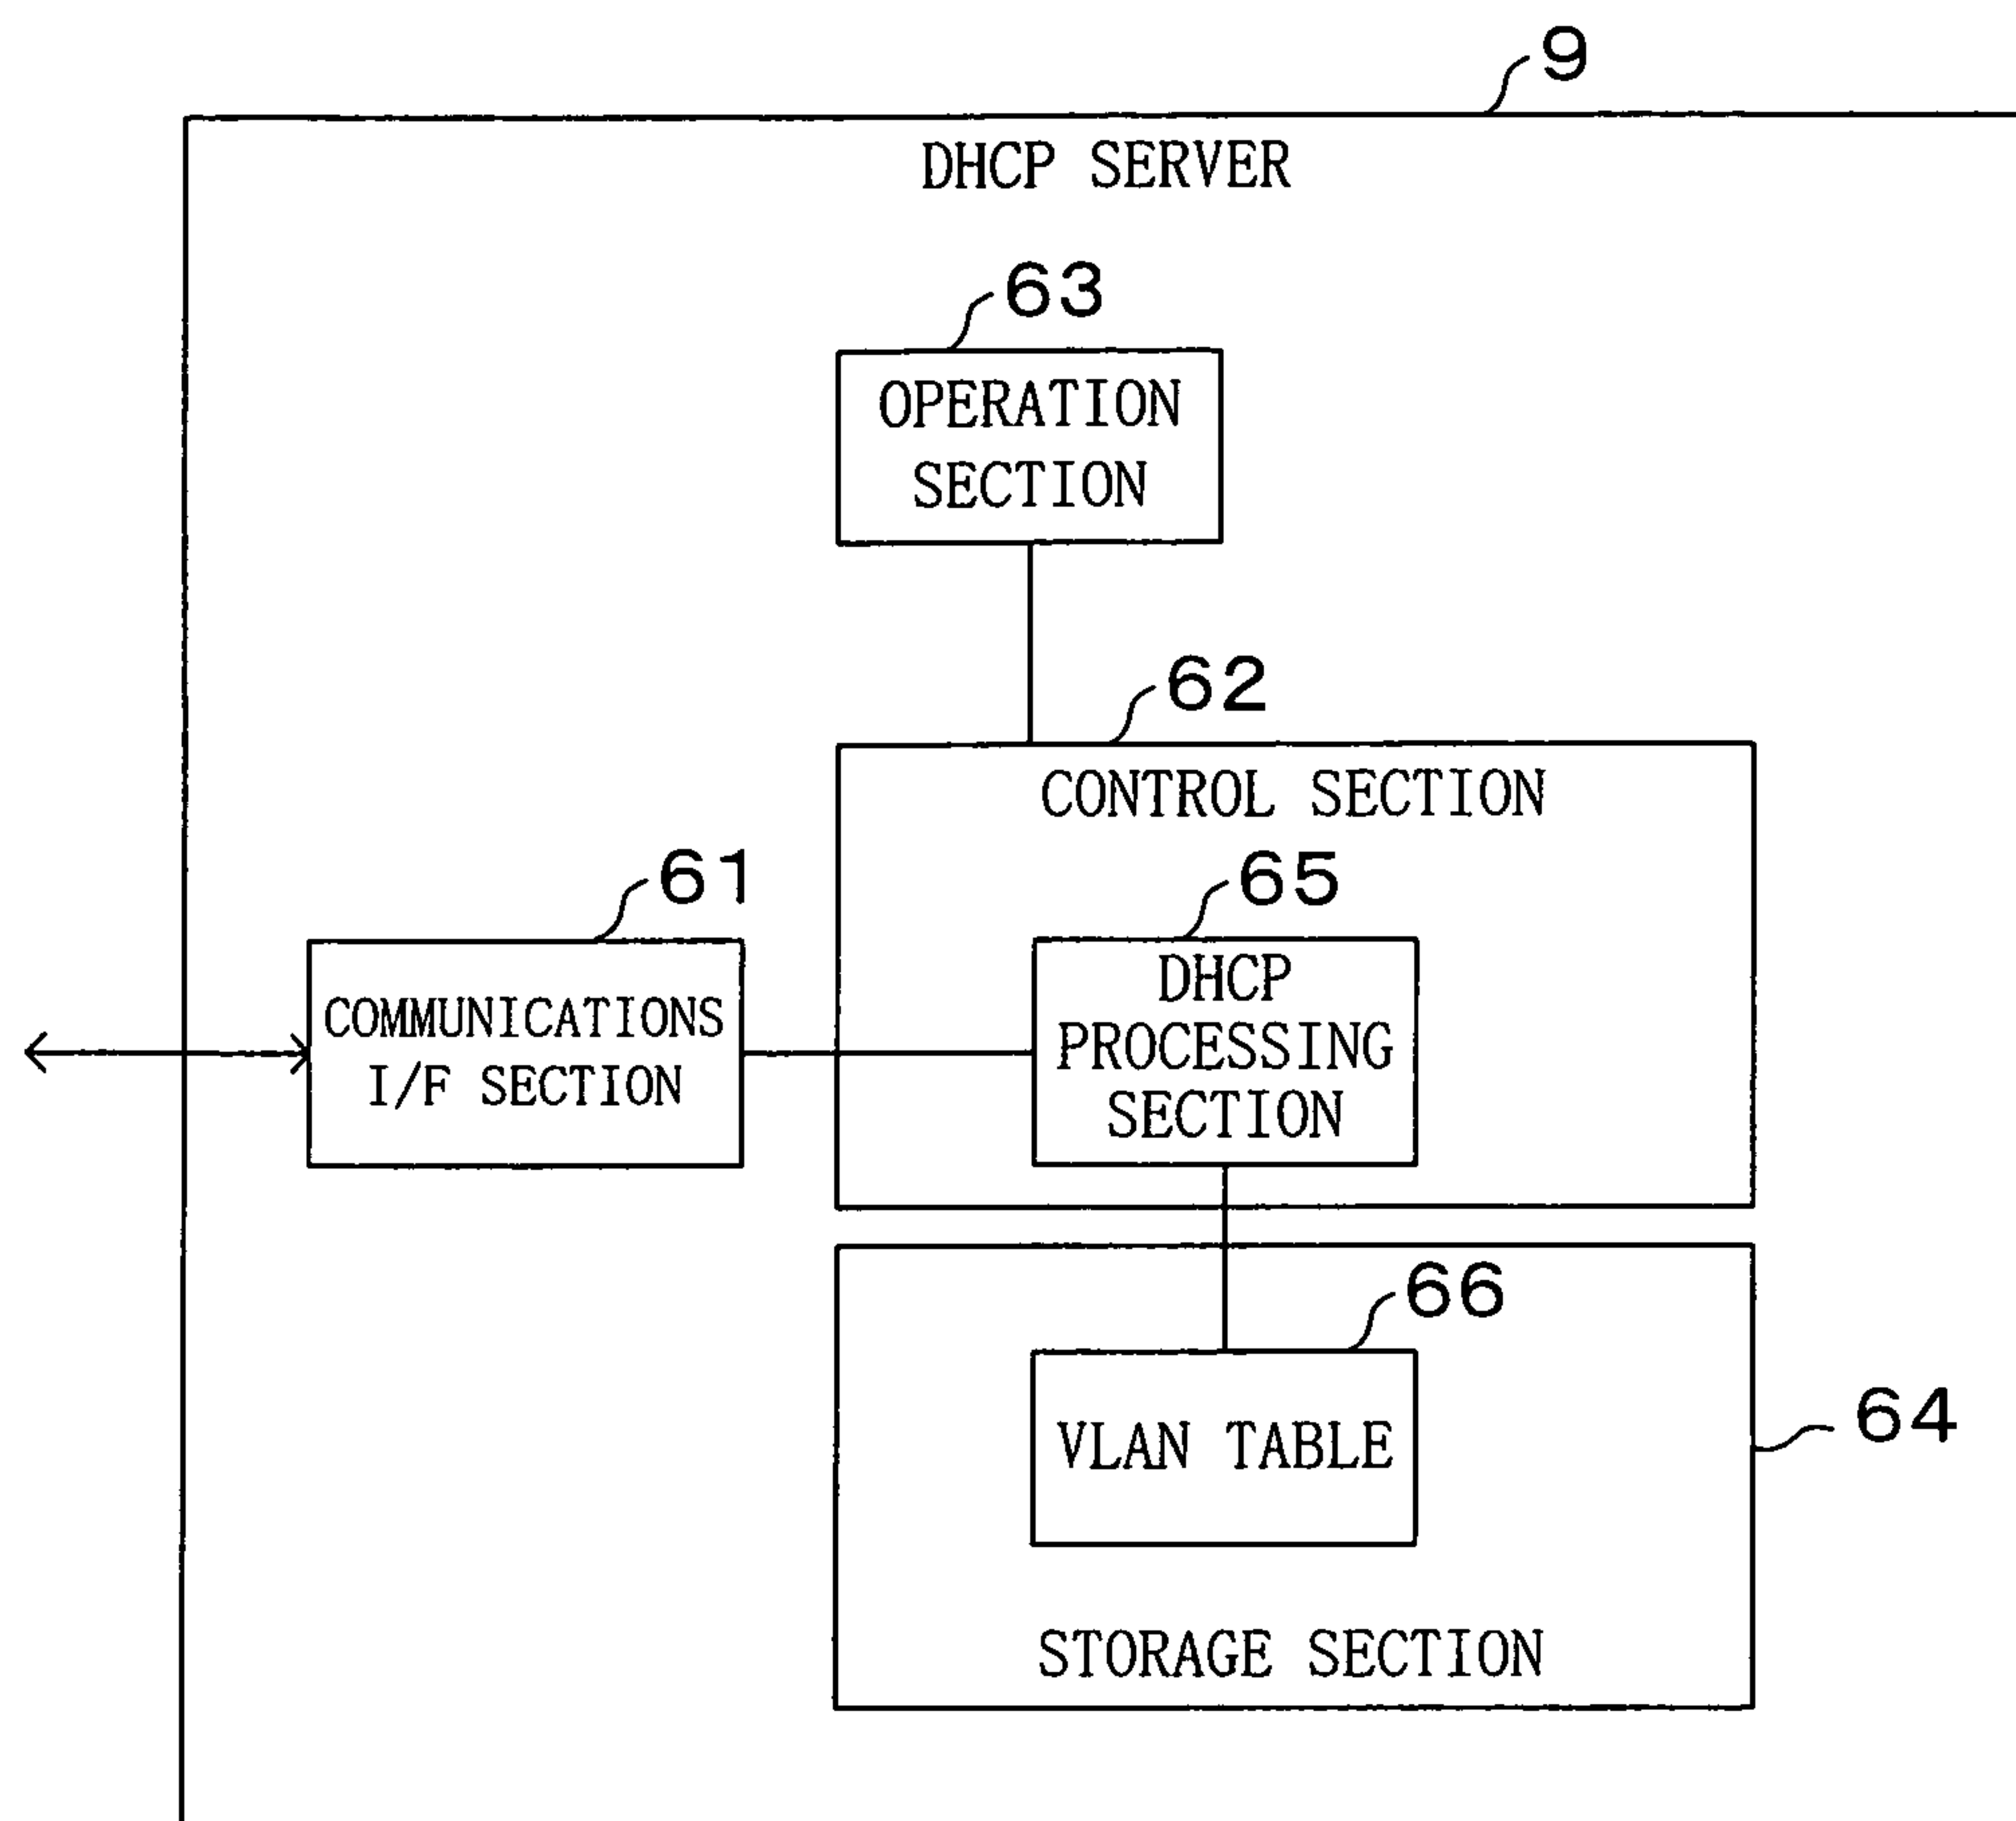 9
DHCP SERVER
63
OPERATION
SECTION
62
CONTROL SECTION
61
65
COMMUNICATIONS
I/F SECTION
DHCP
PROCESSING
SECTION
66
VLAN TABLE
64
STORAGE SECTION